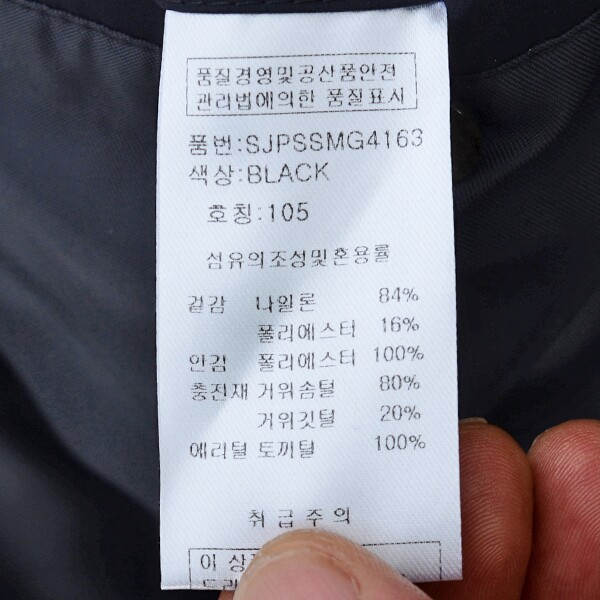 품질경영및공산품안전
관리법에의한 품질표시
품번:SJPSSMG4163
색상:BLACK
호칭:105
섬유의조성및혼용률
겉감 나일론 84%
폴리에스터 16%
안감 폴리에스터 100%
충전재 거위솜털 80%
거위깃털 20%
에리털 토끼털 100%
취급주의
이 상